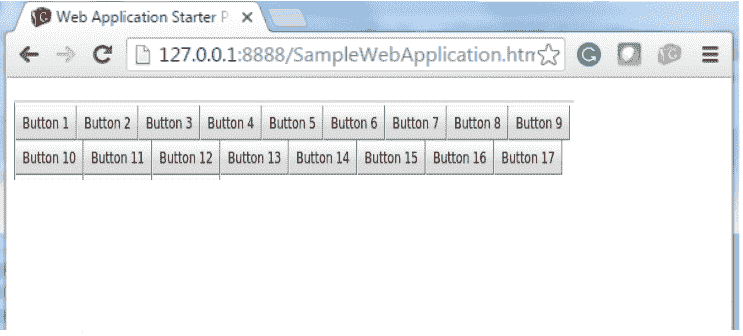 Web Application Starter P
127.0.0.1:8888/SampleWebApplication.htm
Button 1 Button 2 Button 3 Button 4 Button 5 Button 6 Button 7 Button 8 Button 9
Button 10 Button 11 Button 12 Button 13 Button 14 Button 15 Button 16 Button 17